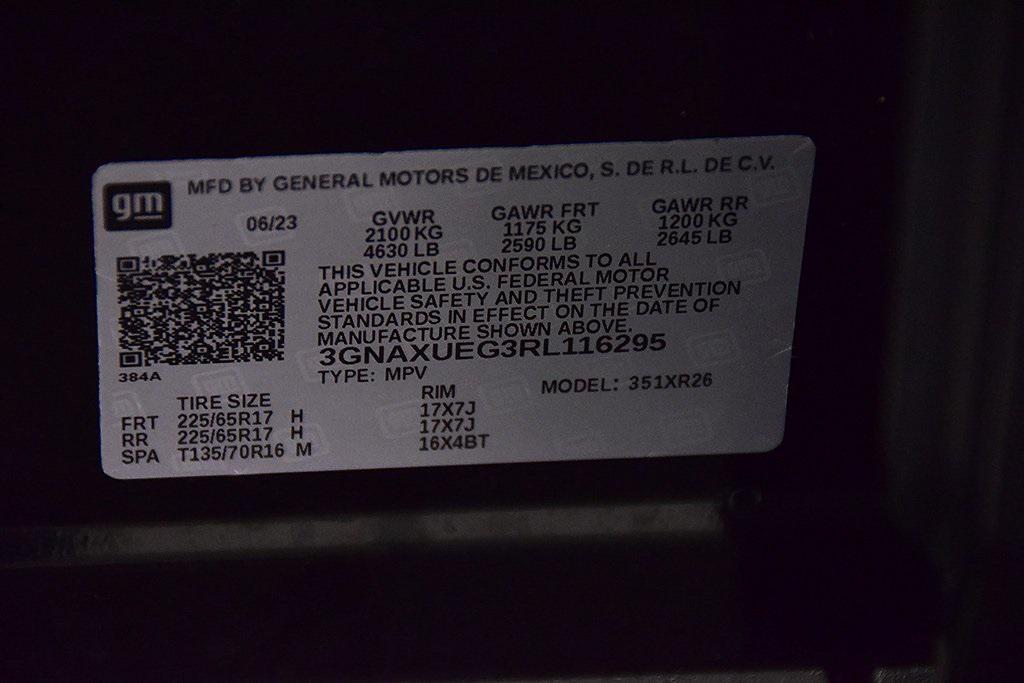 gm
MFD BY GENERAL MOTORS DE MEXICO, S. DE R.L. DE C.V.
06/23
GVWR
2100 KG
4630 LB
GAWR FRT
1175 KG
2590 LB
GAWR RR
1200 KG
2645 LB
THIS VEHICLE CONFORMS TO ALL
APPLICABLE U.S. FEDERAL MOTOR
VEHICLE SAFETY AND THEFT PREVENTION
STANDARDS IN EFFECT ON THE DATE OF
MANUFACTURE SHOWN ABOVE.
3GNAXUEG3RL116295
384A
TYPE: MPV
MODEL: 351XR26
TIRE SIZE
RIM
FRT 225/65R17 H 17X7J
RR 225/65R17 H 17X7J
SPA T135/70R16 M 16X4BT